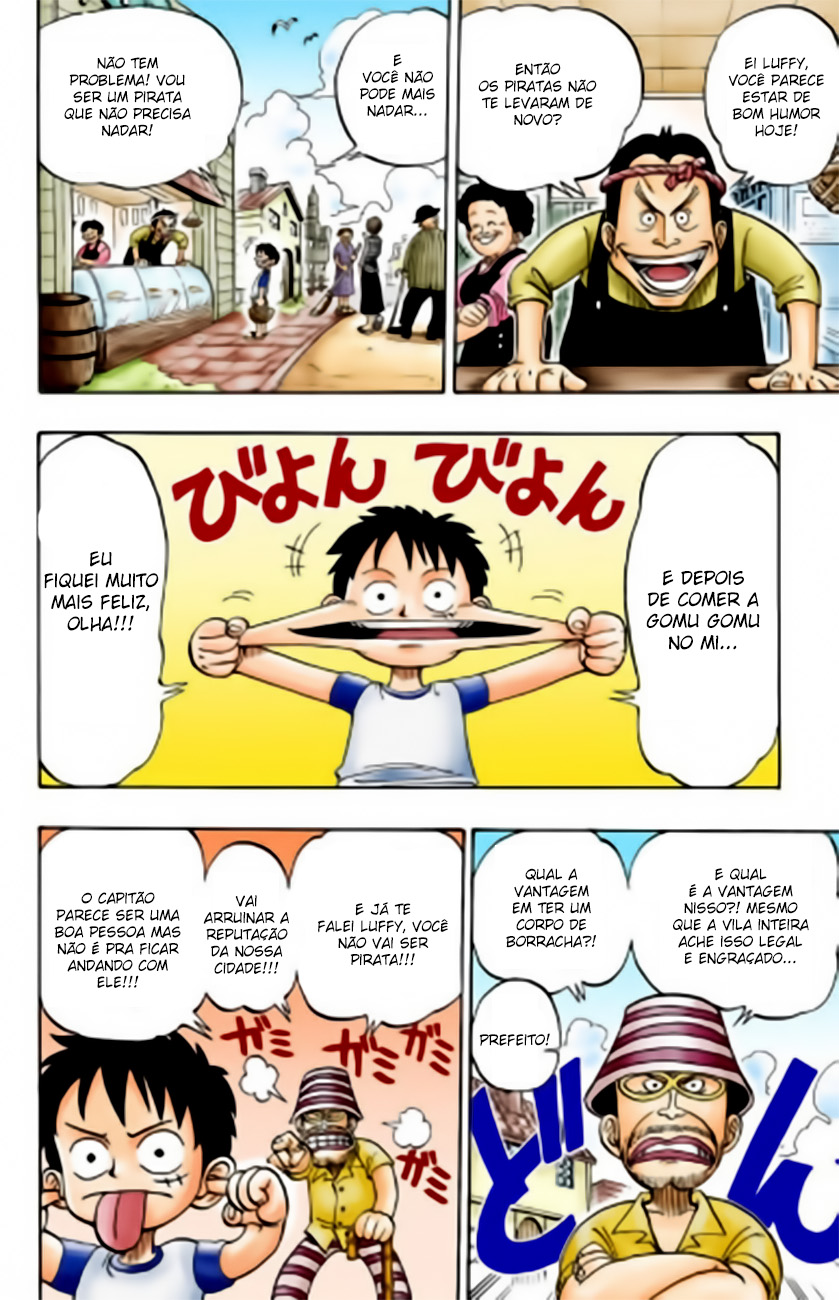 EI LUFFY,
VOCÊ PARECE
ESTAR DE
BOM HUMOR
HOJE!
ENTÃO
OS PIRATAS NÃO
TE LEVARAM DE
NOVO?
E
VOCÊ NÃO
PODE MAIS
NADAR...
NÃO TEM
PROBLEMA! VOU
SER UM PIRATA
QUE NÃO PRECISA
NADAR!
E DEPOIS
DE COMER A
GOMU GOMU
NO MI...
びよん びよん
EU
FIQUEI MUITO
MAIS FELIZ,
OLHA!!!
E QUAL
É A VANTAGEM
NISSO?! MESMO
QUE A VILA INTEIRA
ACHE ISSO LEGAL
E ENGRAÇADO...
QUAL A
VANTAGEM
EM TER UM
CORPO DE
BORRACHA?!
PREFEITO!
どん
E JÁ TE
FALEI LUFFY, VOCÊ
NÃO VAI SER
PIRATA!!!
VAI
ARRUINAR A
REPUTAÇÃO
DA NOSSA
CIDADE!!!
O CAPITÃO
PARECE SER UMA
BOA PESSOA MAS
NÃO É PRA FICAR
ANDANDO COM
ELE!!!
ガミ
ガミ
ガミ
ガミ